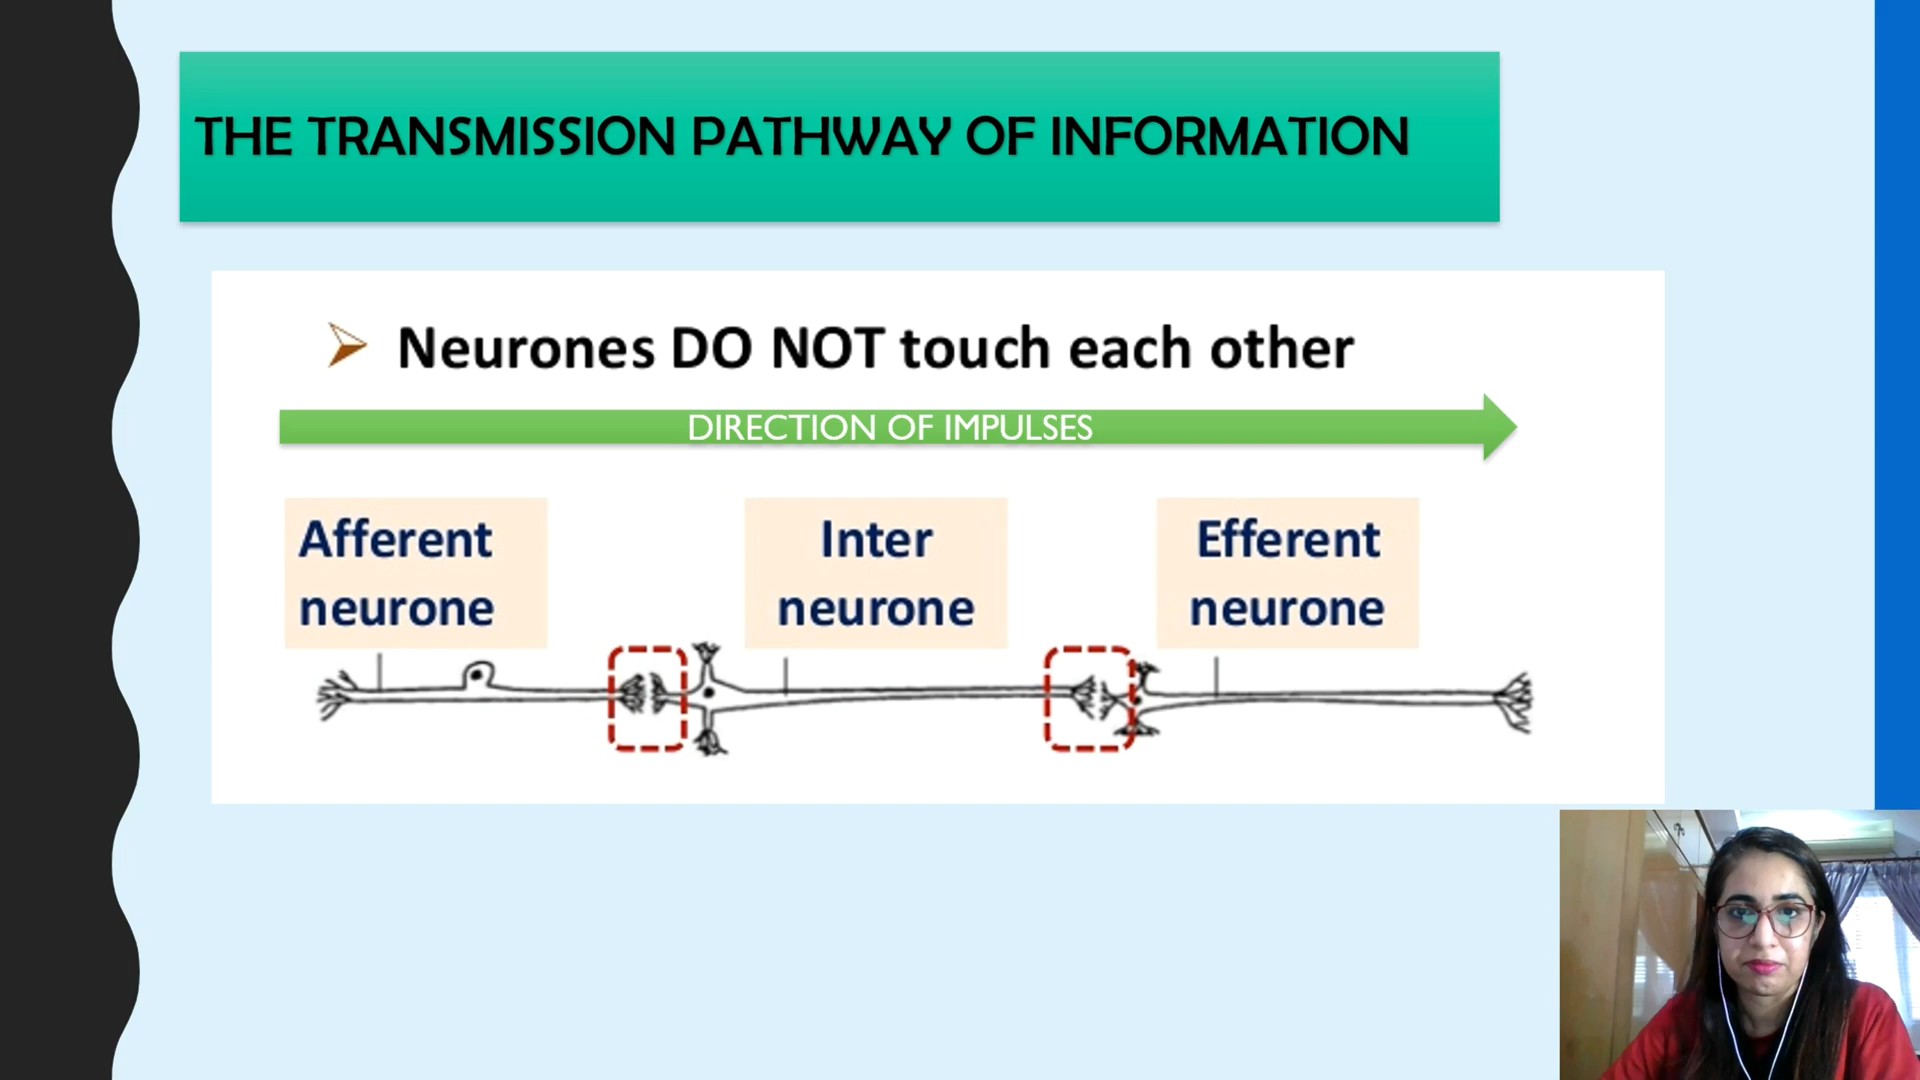 THE TRANSMISSION PATHWAY OF INFORMATION
Neurones DO NOT touch each other
DIRECTION OF IMPULSES
Afferent
neurone
Inter
neurone
Efferent
neurone